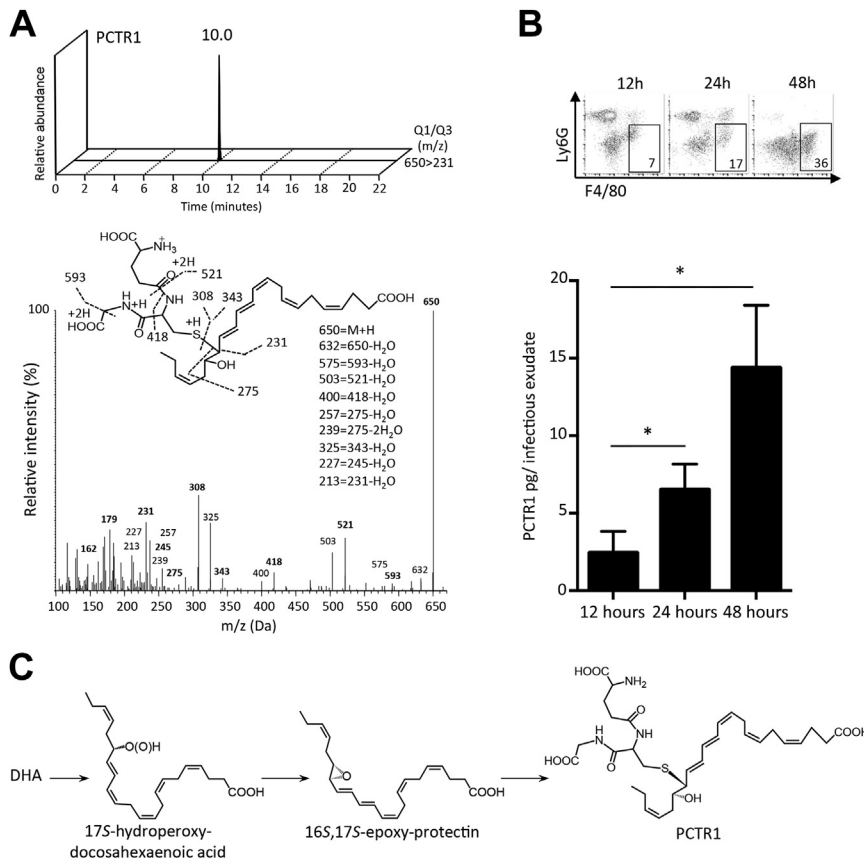 A
PCTR1
10.0
Relative abundance
Q1/Q3
(m/z)
650>231
0 2 4 6 8 10 12 14 16 18 20 22
Time (minutes)
HOOC
+
NH3
+2H
O
521
593
+2H
HOOC
H
N
+H
O
NH
418
308
343
+H
S
COOH
OH
231
275
650
650=M+H
632=650-H2O
575=593-H2O
503=521-H2O
400=418-H2O
257=275-H2O
239=275-2H2O
325=343-H2O
227=245-H2O
213=231-H2O
100
Relative intensity (%)
0
162
179
227
213
231
257
245
239
275
308
325
343
400
418
503
521
575
593
632
100 150 200 250 300 350 400 450 500 550 600 650
m/z (Da)
B
12h 24h 48h
Ly6G
7 17 36
F4/80
PCTR1 pg/ infectious exudate
20
15
10
5
0
*
*
12 hours 24 hours 48 hours
C
DHA
O(O)H
COOH
17S-hydroperoxy-
docosahexaenoic acid
O
COOH
16S,17S-epoxy-protectin
HOOC
NH2
O
H
N
NH
HOOC
O
S
COOH
OH
PCTR1